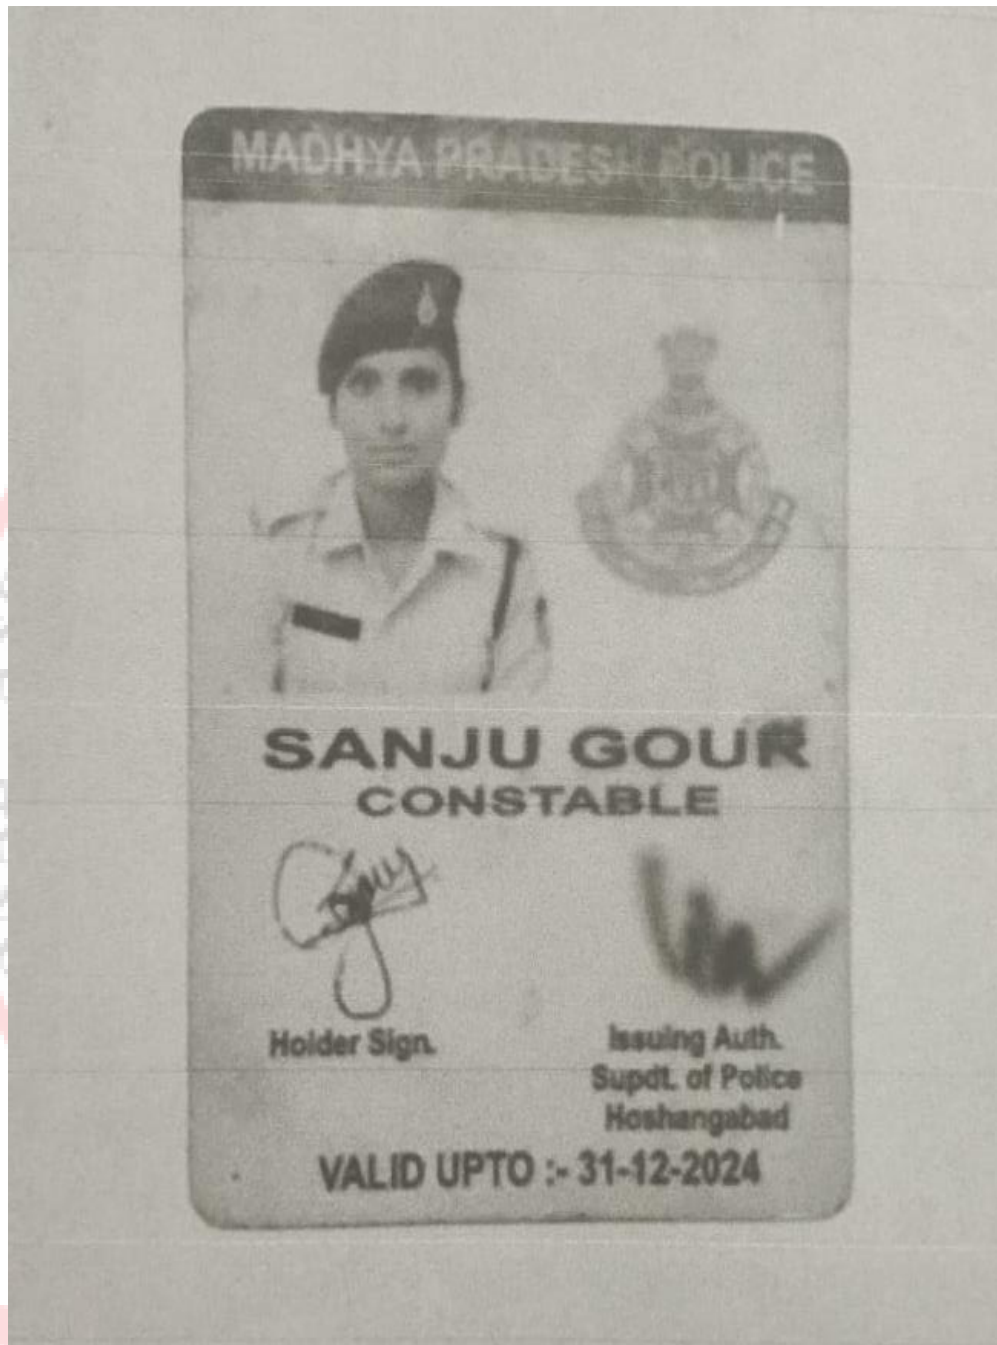 MADHYA PRADESH POLICE
SANJU GOUR
CONSTABLE
Holder Sign.
Issuing Auth.
Supdt. of Police
Hoshangabad
VALID UPTO :- 31-12-2024